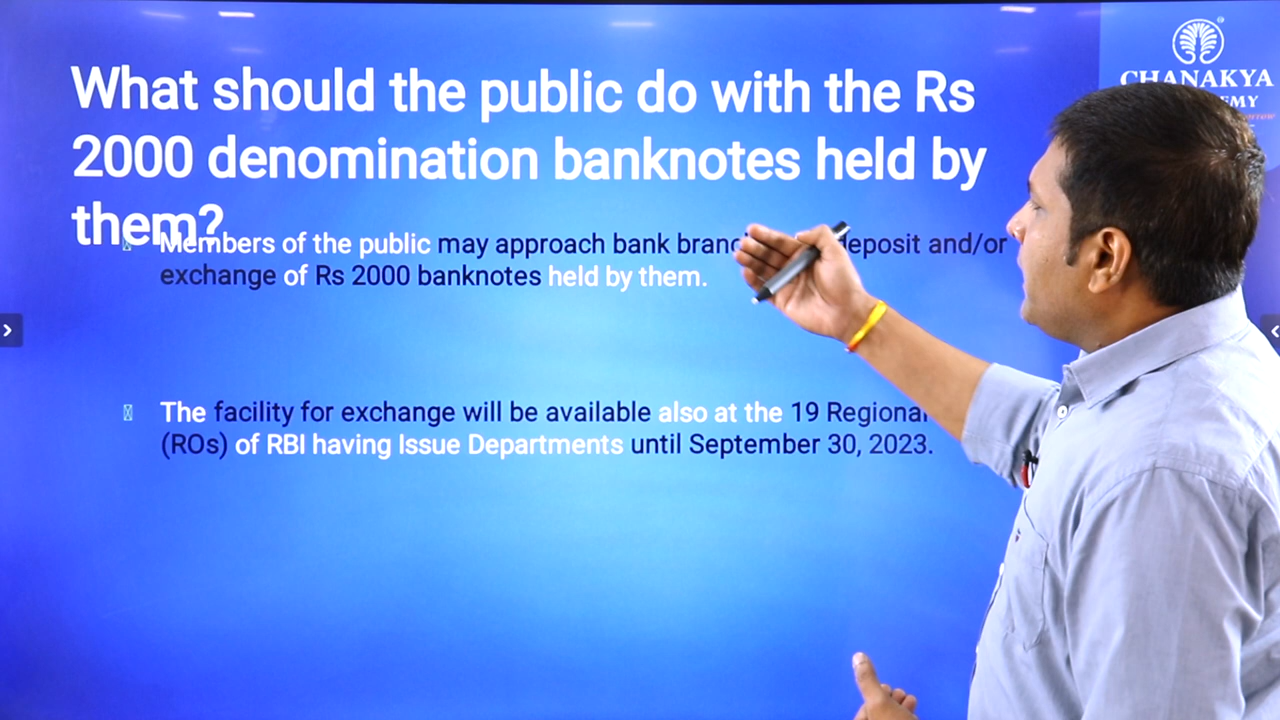 What should the public do with the Rs
2000 denomination banknotes held by
them?
Members of the public may approach bank deposit and/or
exchange of Rs 2000 banknotes held by them.
The facility for exchange will be available also at the 19 Regional
(ROs) of RBI having Issue Departments until September 30, 2023.
CHANAKYA